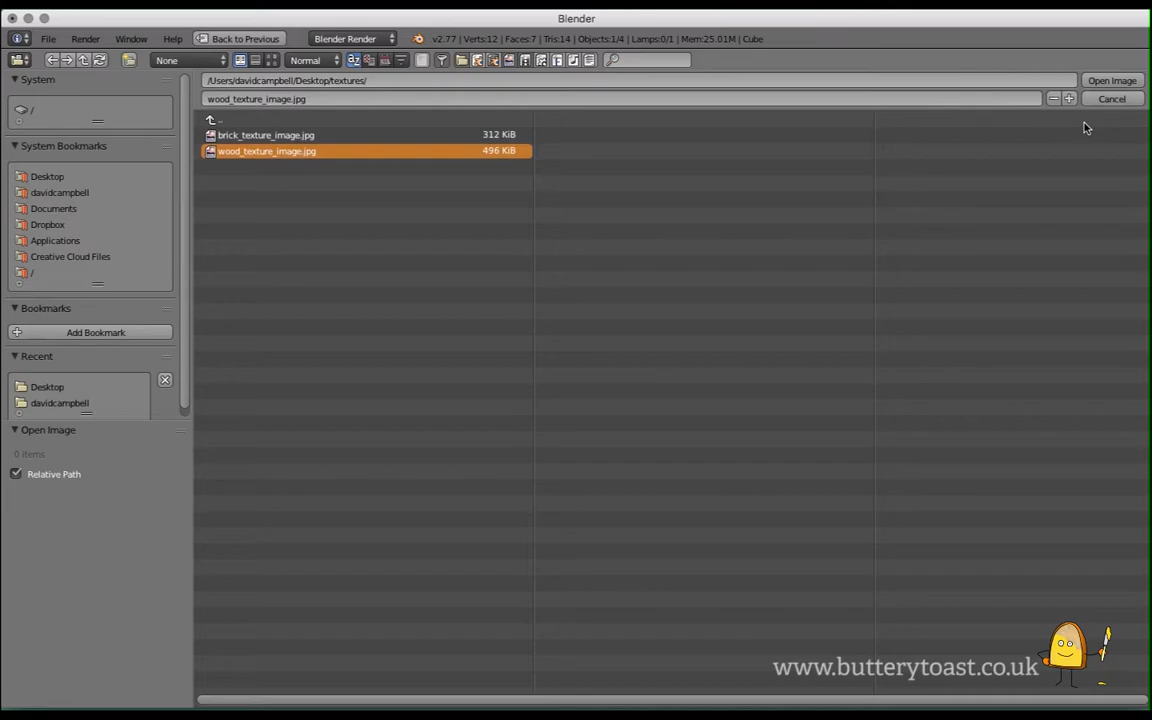 Blender
File Render Window Help Back to Previous Blender Render v2.77 | Verts:12 | Faces:7 | Tris:14 | Objects:1/4 | Lamps:0/1 | Mem:25.01M | Cube
None Normal
System
/Users/davidcampbell/Desktop/textures/ Open Image
/
wood_texture_image.jpg Cancel
..
brick_texture_image.jpg 312 KiB
wood_texture_image.jpg 496 KiB
System Bookmarks
Desktop
davidcampbell
Documents
Dropbox
Applications
Creative Cloud Files
/
Bookmarks
Add Bookmark
Recent
Desktop
davidcampbell
Open Image
0 items
Relative Path
www.butterytoast.co.uk